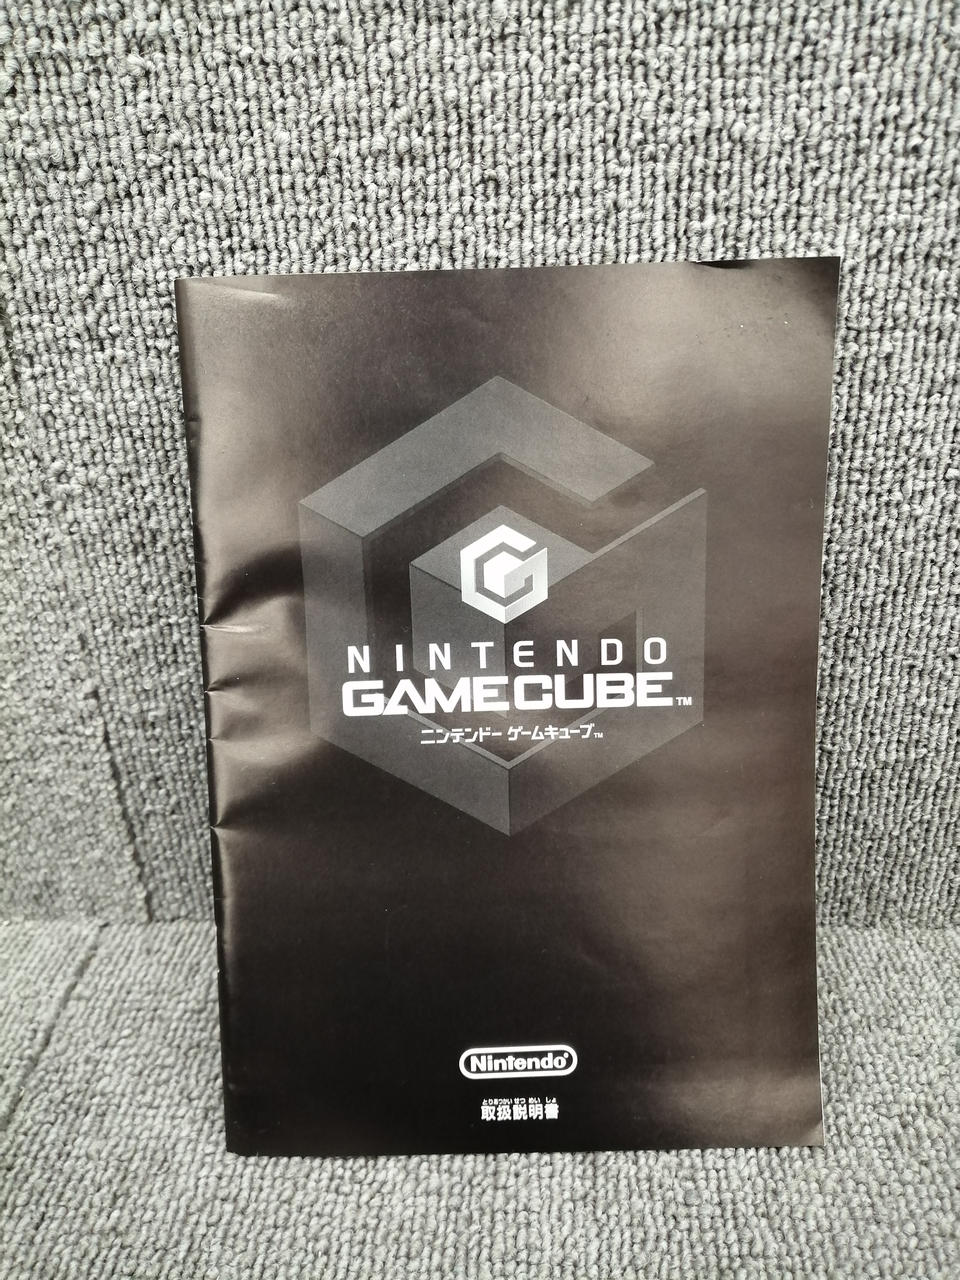 NINTENDO
GAMECUBE™
ニンテンドー ゲームキューブ™
Nintendo®
とりあつかいせつめいしょ
取扱説明書